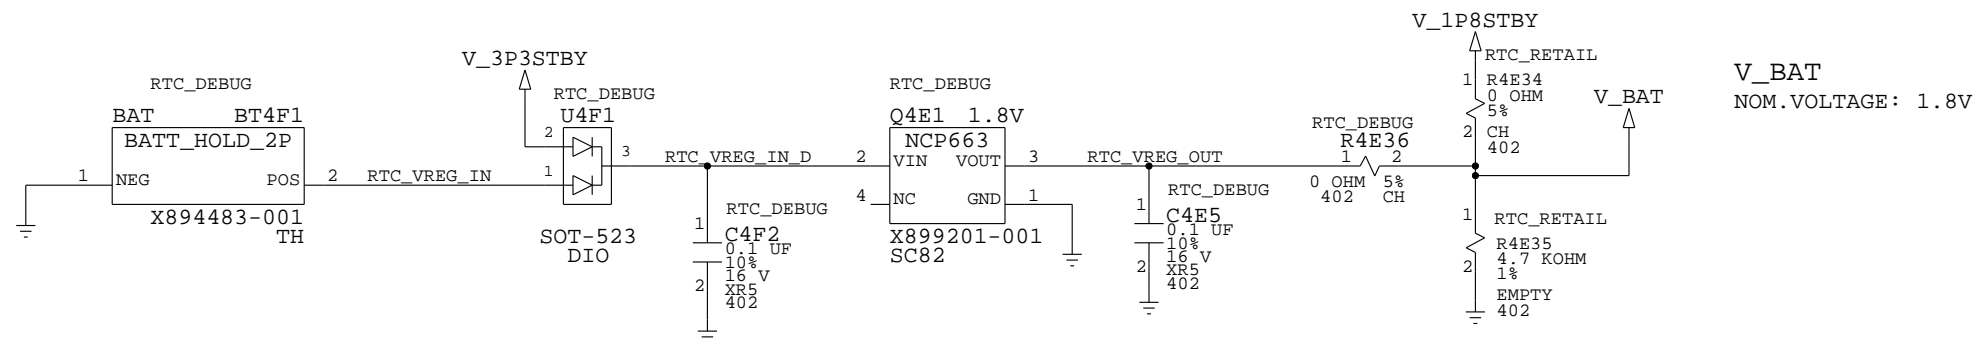 V_1P8STBY
RTC_RETAIL
1 R4E34
0 OHM
5%
2 CH
402
V_BAT
V_BAT
NOM.VOLTAGE: 1.8V
V_3P3STBY
RTC_DEBUG
BAT BT4F1
BATT_HOLD_2P
1 NEG POS 2
X894483-001
TH
RTC_VREG_IN
RTC_DEBUG
U4F1
2
1
3
SOT-523
DIO
RTC_VREG_IN_D
RTC_DEBUG
1
C4F2
0.1 UF
10%
16 V
2 XR5
402
RTC_DEBUG
Q4E1 1.8V
NCP663
2 VIN VOUT 3
4 NC GND 1
X899201-001
SC82
RTC_VREG_OUT
RTC_DEBUG
1 C4E5
0.1 UF
10%
16 V
2 XR5
402
RTC_DEBUG
R4E36
1 2
0 OHM 5%
402 CH
1 RTC_RETAIL
R4E35
4.7 KOHM
2 1%
EMPTY
402